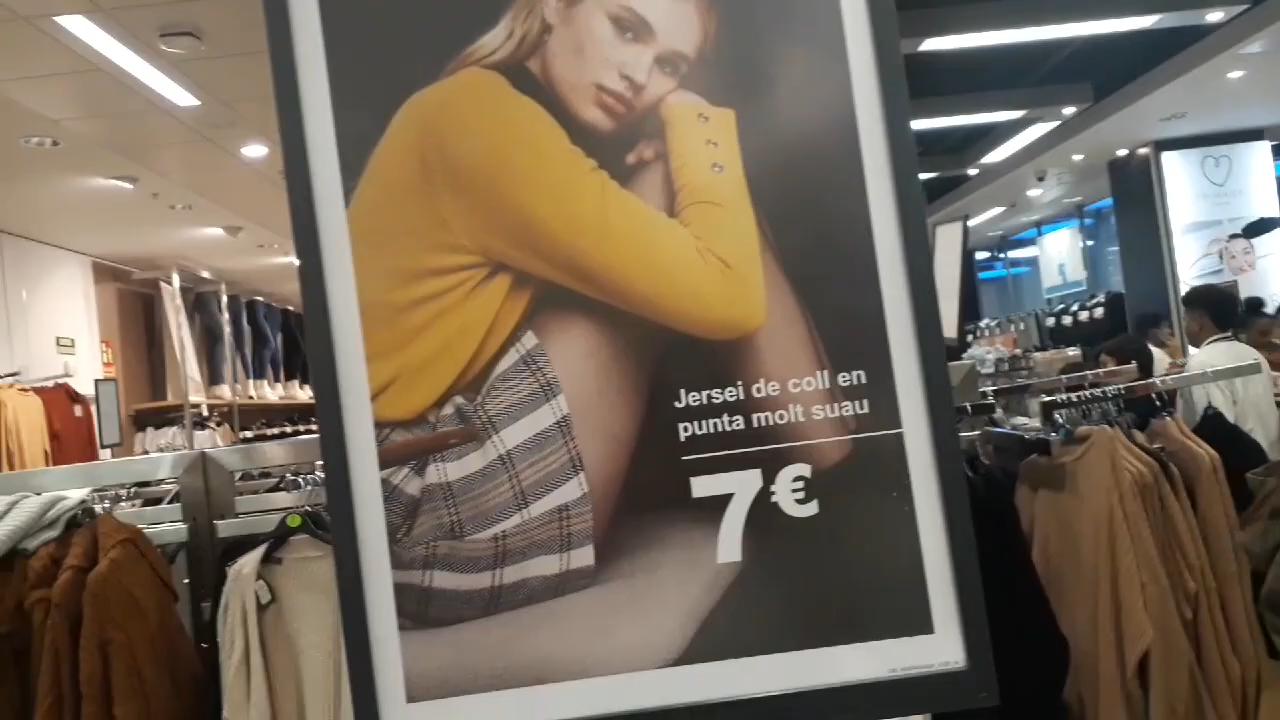 Jersei de coll en
punta molt suau
7€